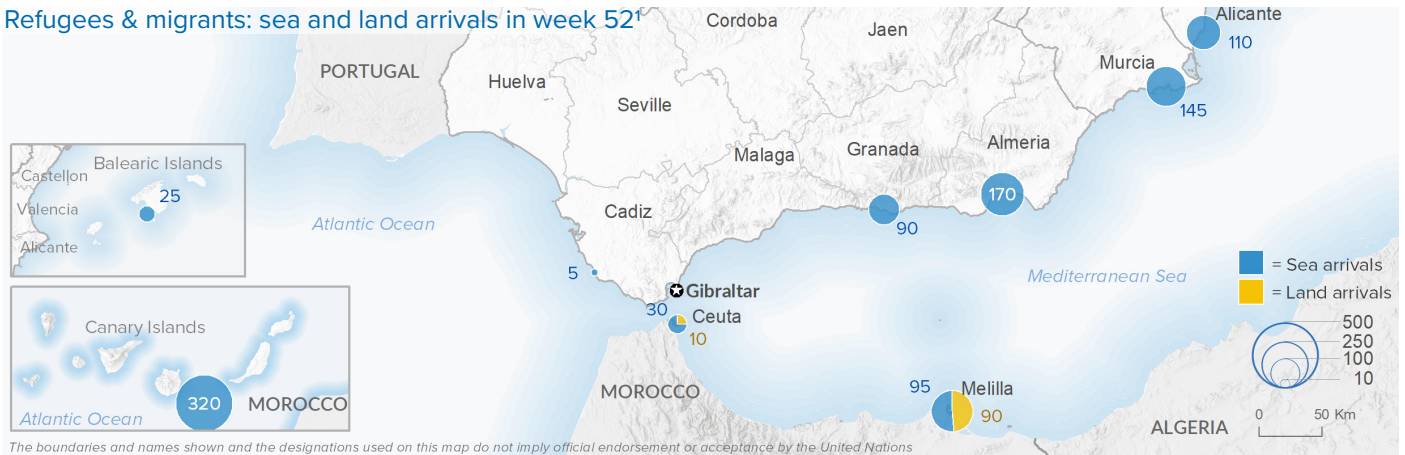 Refugees & migrants: sea and land arrivals in week 52¹
Cordoba
Jaen
Alicante
110
PORTUGAL
Huelva
Murcia
145
Seville
Almeria
170
Malaga
Granada
90
Balearic Islands
Castellon
25
Valencia
Alicante
Cadiz
Atlantic Ocean
5
Mediterranean Sea
= Sea arrivals
= Land arrivals
Gibraltar
30
Ceuta
10
Canary Islands
320
MOROCCO
Atlantic Ocean
MOROCCO
95
Melilla
90
500
250
100
10
0 50 Km
ALGERIA
The boundaries and names shown and the designations used on this map do not imply official endorsement or acceptance by the United Nations